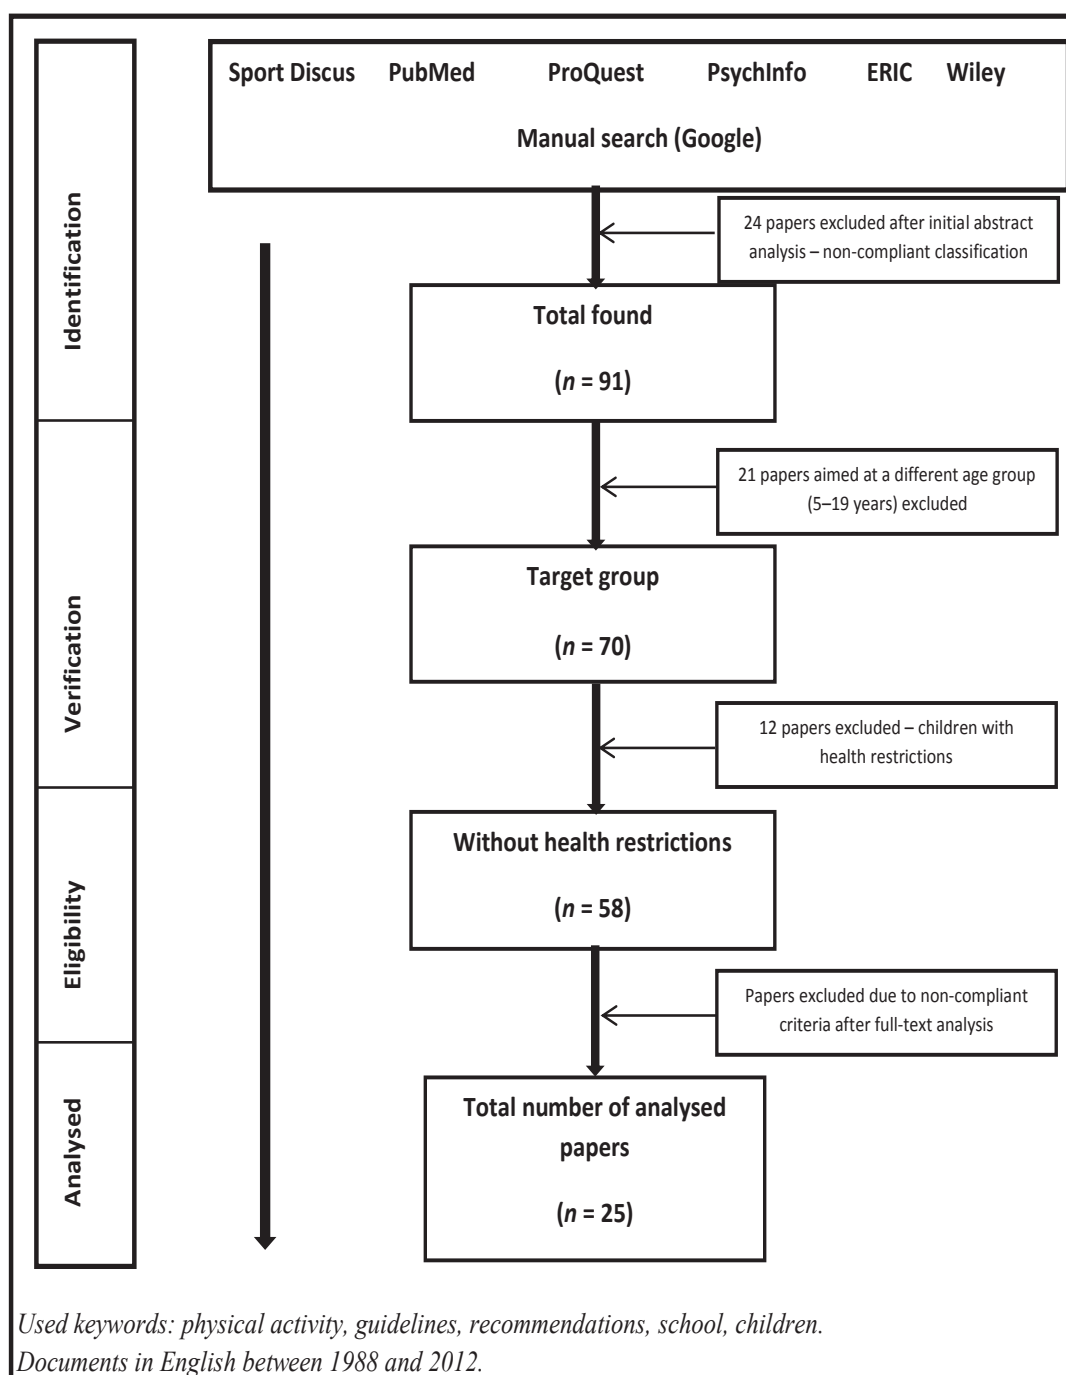 Sport Discus PubMed ProQuest PsychInfo ERIC Wiley
Manual search (Google)
Identification
24 papers excluded after initial abstract
analysis – non-compliant classification
Total found
(n = 91)
21 papers aimed at a different age group
(5–19 years) excluded
Verification
Target group
(n = 70)
12 papers excluded – children with
health restrictions
Eligibility
Without health restrictions
(n = 58)
Papers excluded due to non-compliant
criteria after full-text analysis
Analysed
Total number of analysed
papers
(n = 25)
Used keywords: physical activity, guidelines, recommendations, school, children.
Documents in English between 1988 and 2012.